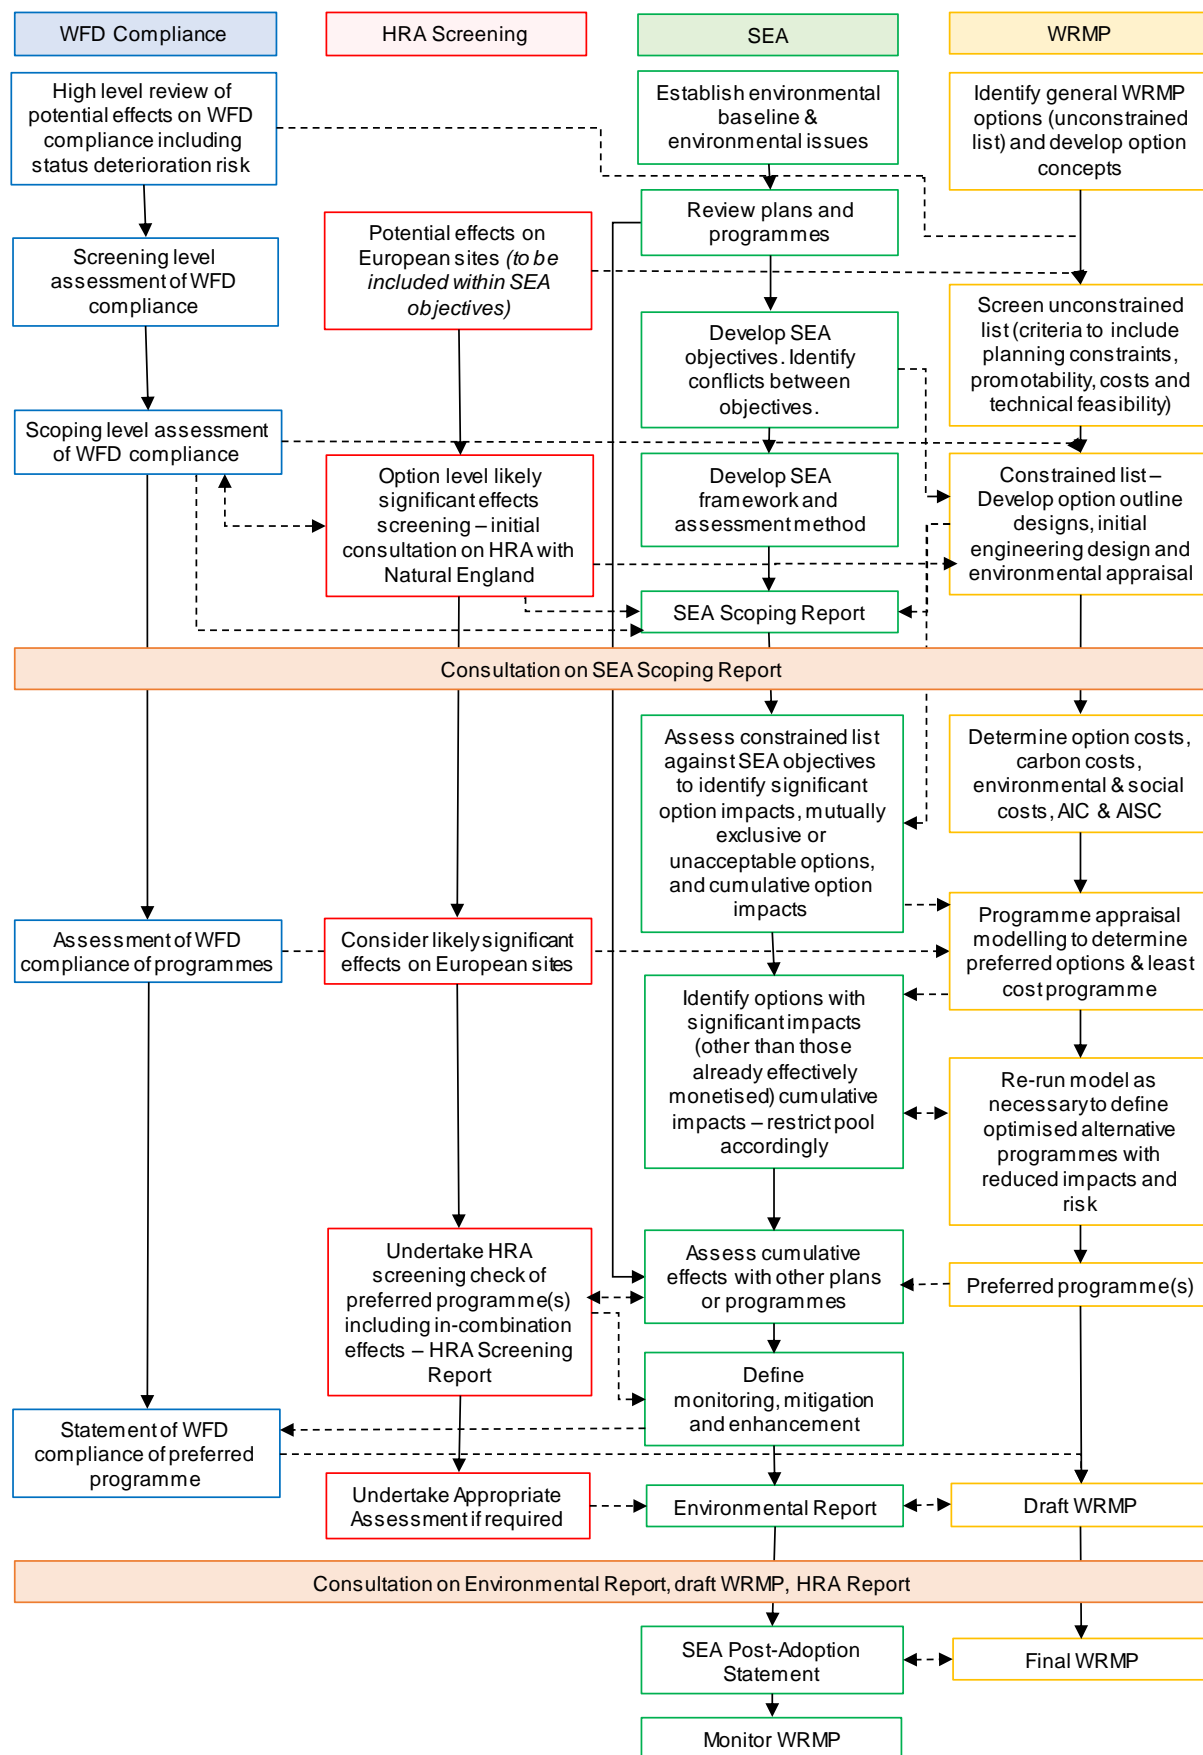 WFD Compliance
HRA Screening
SEA
WRMP
High level review of
potential effects on WFD
compliance including
status deterioration risk
Establish environmental
baseline &
environmental issues
Identify general WRMP
options (unconstrained
list) and develop option
concepts
Review plans and
programmes
Potential effects on
European sites (to be
included within SEA
objectives)
Screening level
assessment of WFD
compliance
Develop SEA
objectives. Identify
conflicts between
objectives.
Screen unconstrained
list (criteria to include
planning constraints,
promotability, costs and
technical feasibility)
Scoping level assessment
of WFD compliance
Option level likely
significant effects
screening – initial
consultation on HRA with
Natural England
Develop SEA
framework and
assessment method
Constrained list –
Develop option outline
designs, initial
engineering design and
environmental appraisal
SEA Scoping Report
Consultation on SEA Scoping Report
Assess constrained list
against SEA objectives
to identify significant
option impacts, mutually
exclusive or
unacceptable options,
and cumulative option
impacts
Determine option costs,
carbon costs,
environmental & social
costs, AIC & AISC
Assessment of WFD
compliance of programmes
Consider likely significant
effects on European sites
Programme appraisal
modelling to determine
preferred options & least
cost programme
Identify options with
significant impacts
(other than those
already effectively
monetised) cumulative
impacts – restrict pool
accordingly
Re-run model as
necessary to define
optimised alternative
programmes with
reduced impacts and
risk
Undertake HRA
screening check of
preferred programme(s)
including in-combination
effects – HRA Screening
Report
Assess cumulative
effects with other plans
or programmes
Preferred programme(s)
Define
monitoring, mitigation
and enhancement
Statement of WFD
compliance of preferred
programme
Undertake Appropriate
Assessment if required
Environmental Report
Draft WRMP
Consultation on Environmental Report, draft WRMP, HRA Report
SEA Post-Adoption
Statement
Final WRMP
Monitor WRMP